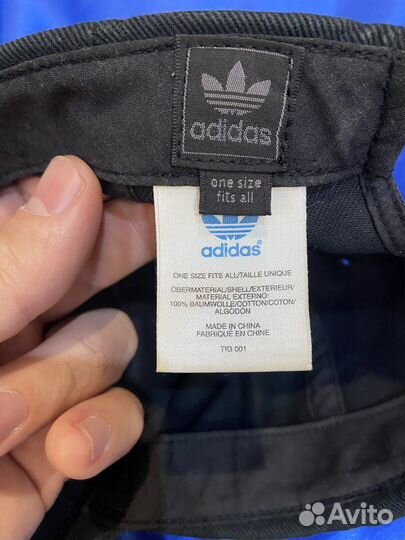 adidas
one size
fits all
adidas®
ONE SIZE FITS ALL/TAILLE UNIQUE
OBERMATERIAL/SHELL/EXTERIEUR/
MATERIAL EXTERNO:
100% BAUMWOLLE/COTTON/COTON/
ALGODÓN
MADE IN CHINA
FABRIQUÉ EN CHINE
TIG 001
Avito